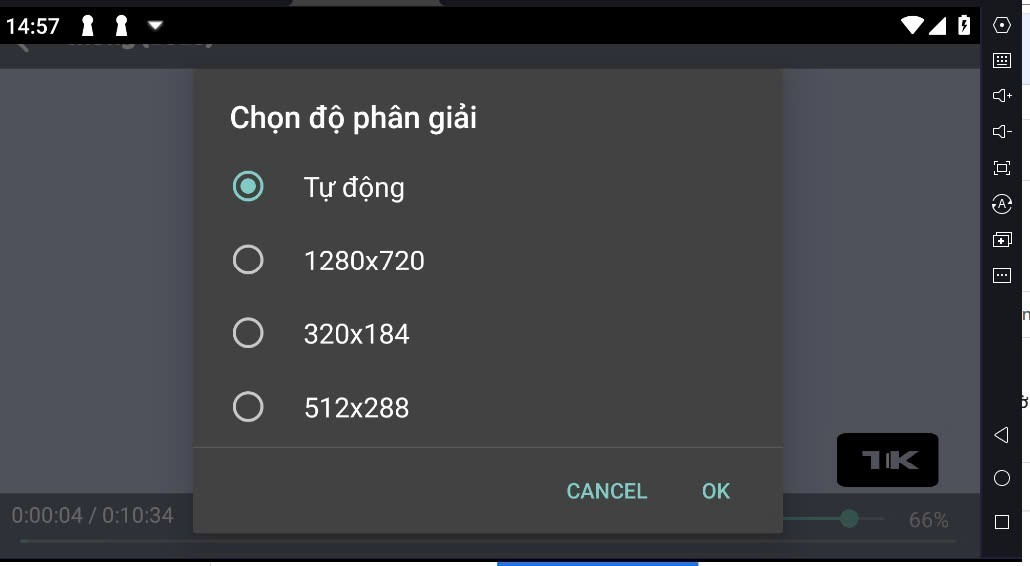 14:57
Chọn độ phân giải
Tự động
1280x720
320x184
512x288
CANCEL
OK
1K
0:00:04 / 0:10:34
66%